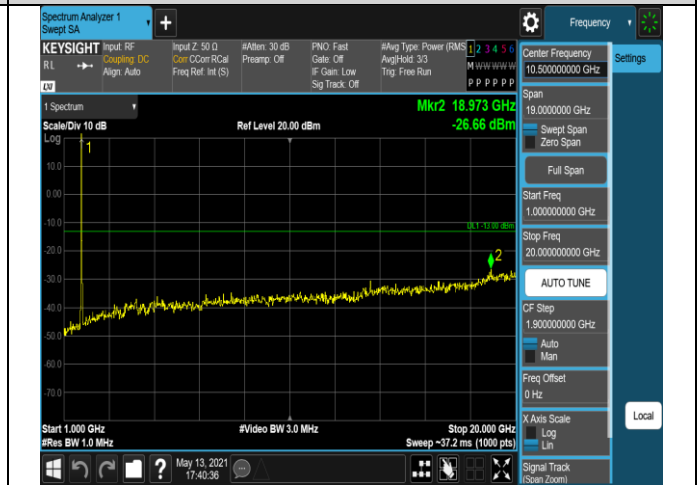 Spectrum Analyzer 1
Swept SA
Frequency
KEYSIGHT
RL
LXI
Input: RF
Coupling: DC
Align: Auto
Input Z: 50 Ω
Corr CCorr RCal
Freq Ref: Int (S)
#Atten: 30 dB
Preamp: Off
PNO: Fast
Gate: Off
IF Gain: Low
Sig Track: Off
#Avg Type: Power (RMS
Avg|Hold: 3/3
Trig: Free Run
1 2 3 4 5 6
M W W W W W
P P P P P P
Center Frequency
10.500000000 GHz
Settings
Span
19.0000000 GHz
Swept Span
Zero Span
Full Span
Start Freq
1.000000000 GHz
Stop Freq
20.000000000 GHz
AUTO TUNE
CF Step
1.900000000 GHz
Auto
Man
Freq Offset
0 Hz
X Axis Scale
Log
Lin
Signal Track
(Span Zoom)
Local
1 Spectrum
Scale/Div 10 dB
Ref Level 20.00 dBm
Mkr2 18.973 GHz
-26.66 dBm
Log
1
10.0
0.00
-10.0
DL1 -13.00 dBm
-20.0
2
-30.0
-40.0
-50.0
-60.0
-70.0
Start 1.000 GHz
#Video BW 3.0 MHz
Stop 20.000 GHz
#Res BW 1.0 MHz
Sweep ~37.2 ms (1000 pts)
?
May 13, 2021
17:40:36